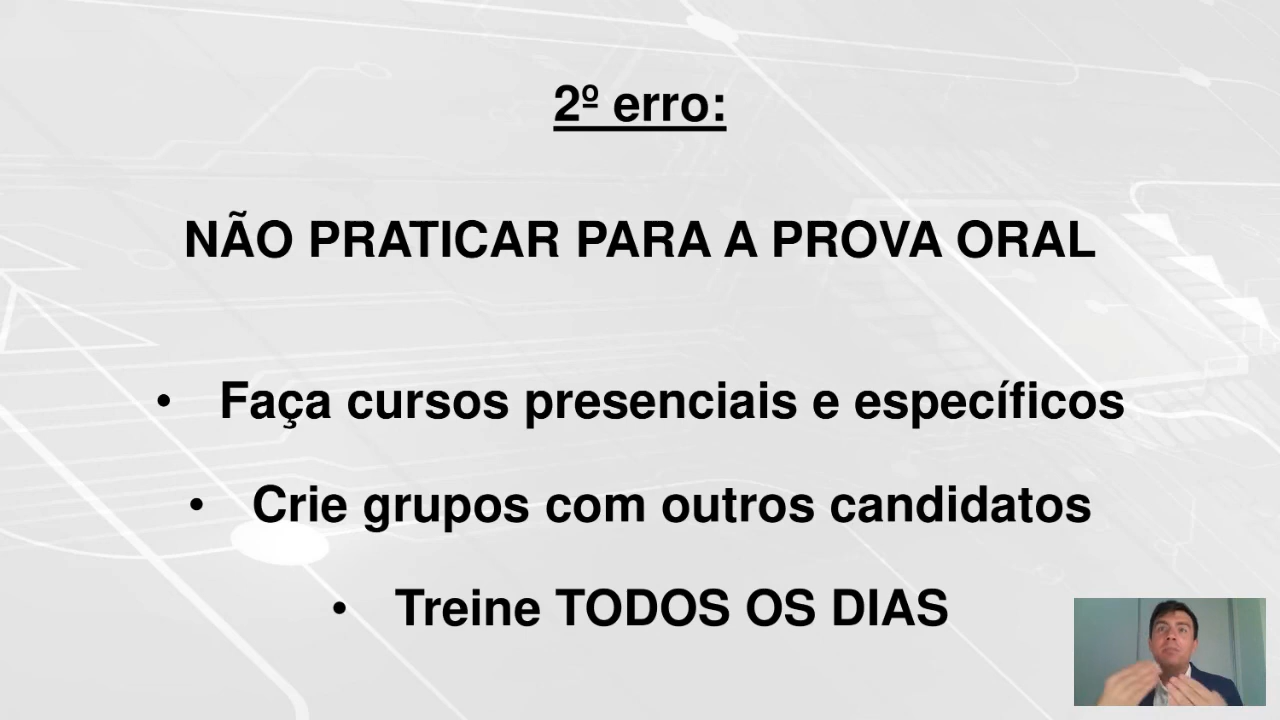 2º erro:
NÃO PRATICAR PARA A PROVA ORAL
• Faça cursos presenciais e específicos
• Crie grupos com outros candidatos
• Treine TODOS OS DIAS